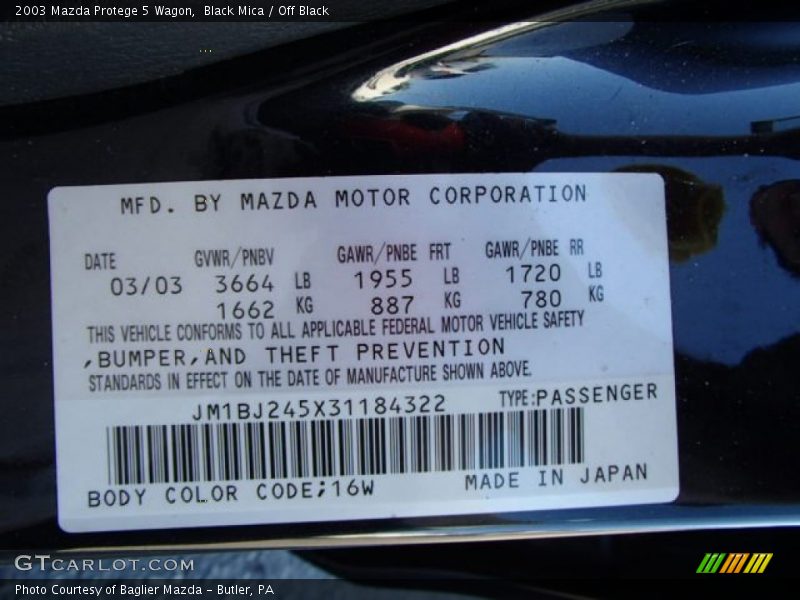 2003 Mazda Protege 5 Wagon,  Black Mica / Off Black
MFD. BY MAZDA MOTOR CORPORATION
DATE GVWR/PNBV GAWR/PNBE FRT GAWR/PNBE RR
03/03 3664 LB 1955 LB 1720 LB
1662 KG 887 KG 780 KG
THIS VEHICLE CONFORMS TO ALL APPLICABLE FEDERAL MOTOR VEHICLE SAFETY
,BUMPER,AND THEFT PREVENTION
STANDARDS IN EFFECT ON THE DATE OF MANUFACTURE SHOWN ABOVE.
JM1BJ245X31184322 TYPE:PASSENGER
BODY COLOR CODE;16W MADE IN JAPAN
GTCARLOT.COM
Photo Courtesy of Baglier Mazda - Butler, PA